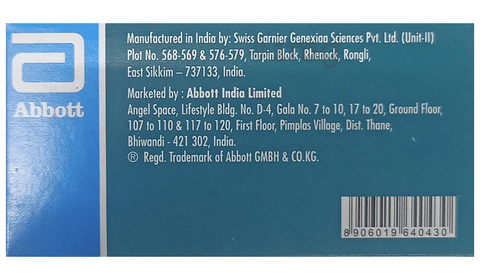 Abbott
Manufactured in India by: Swiss Garnier Genexiaa Sciences Pvt. Ltd. (Unit-II)
Plot No. 568-569 & 576-579, Tarpin Block, Rhenock, Rongli,
East Sikkim – 737133, India.
Marketed by : Abbott India Limited
Angel Space, Lifestyle Bldg. No. D-4, Gala No. 7 to 10, 17 to 20, Ground Floor,
107 to 110 & 117 to 120, First Floor, Pimplas Village, Dist. Thane,
Bhiwandi - 421 302, India.
® Regd. Trademark of Abbott GMBH & CO.KG.
8906019640430